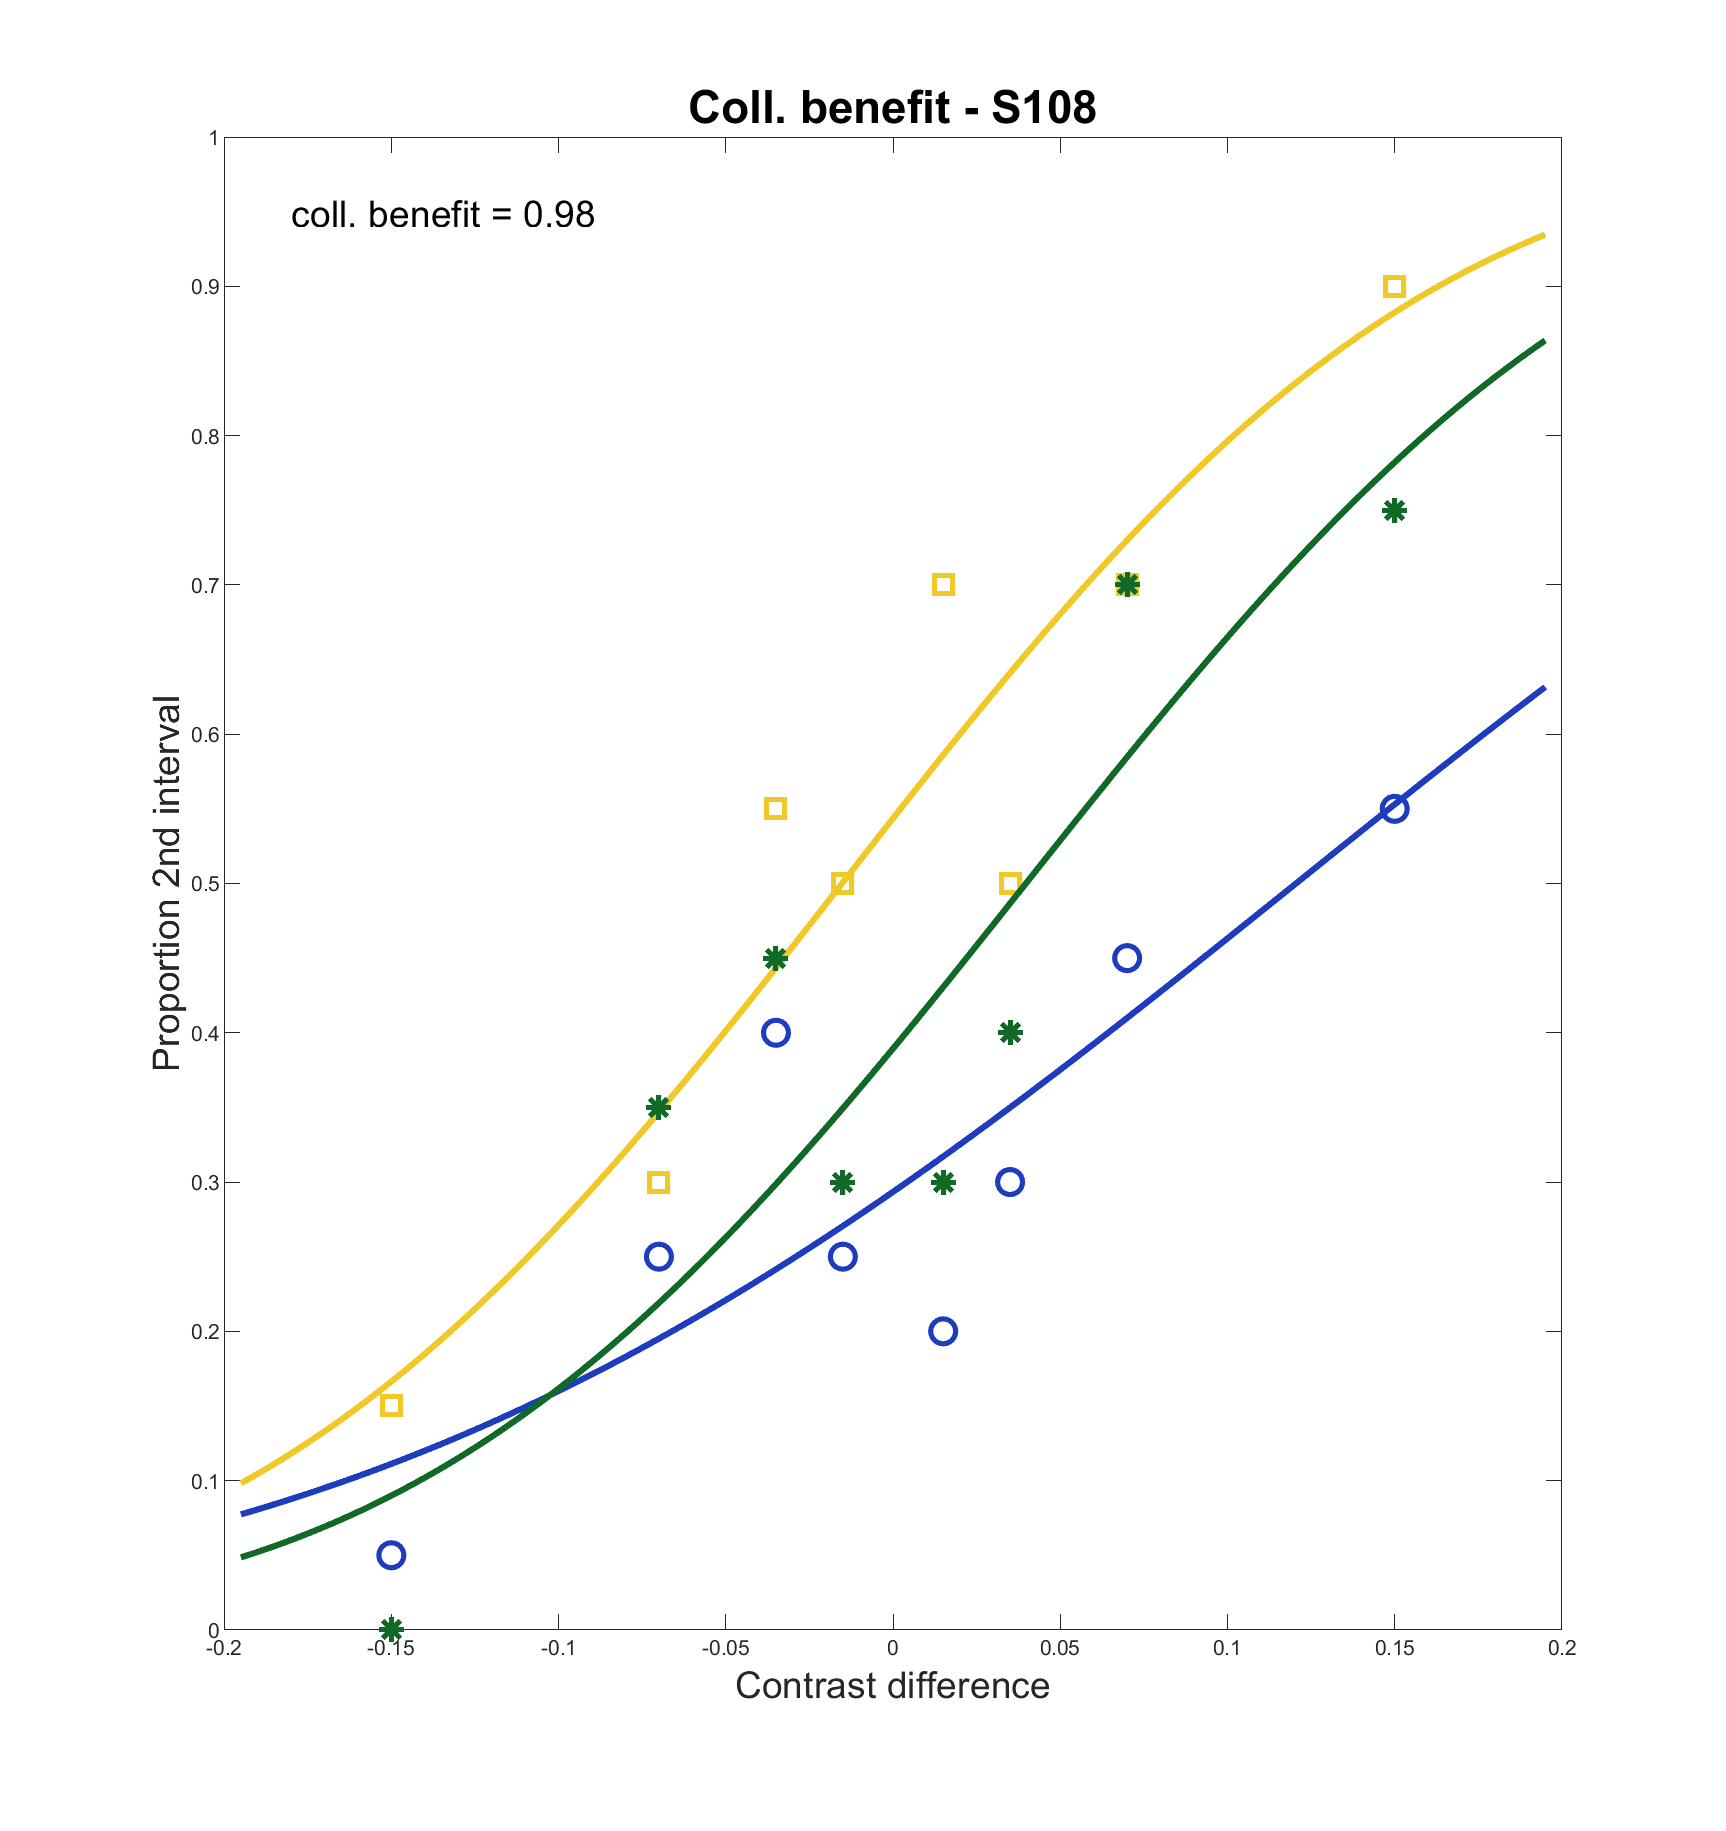 Coll. benefit - S108
coll. benefit = 0.98
1
0.9
0.8
0.7
0.6
0.5
0.4
0.3
0.2
0.1
0
Proportion 2nd interval
-0.2 -0.15 -0.1 -0.05 0 0.05 0.1 0.15 0.2
Contrast difference